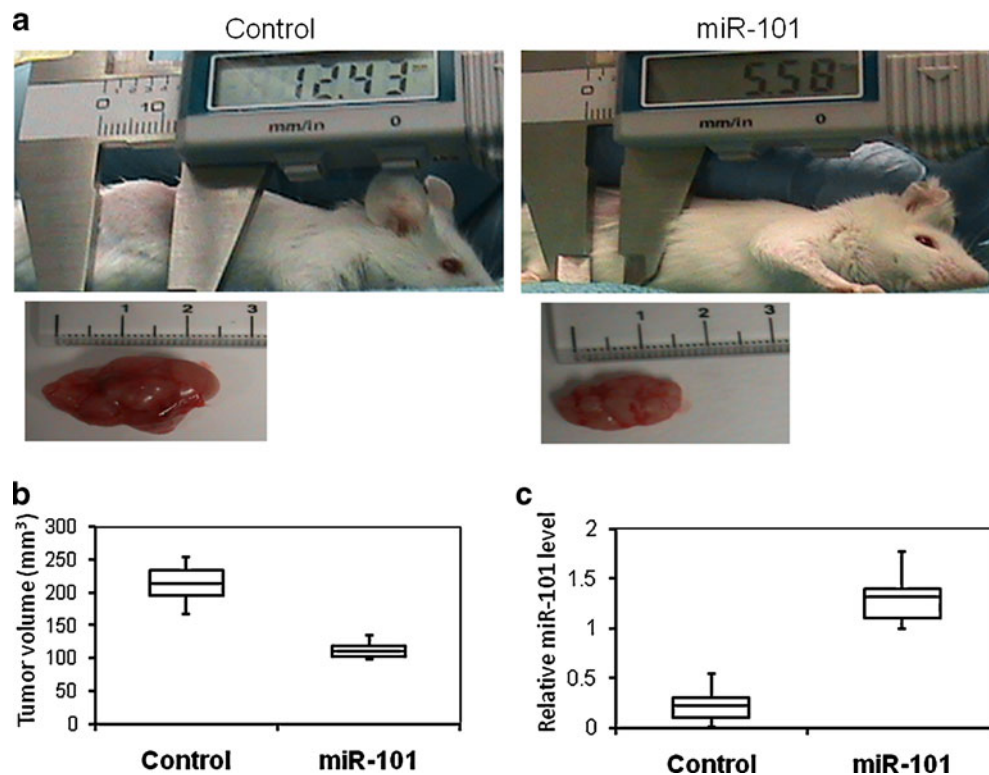 a
Control
miR-101
12.43
mm/in 0
0 10
5.58
mm/in 0
0
1 2 3
1 2 3
b
Tumor volume (mm³)
300
250
200
150
100
50
0
Control miR-101
c
Relative miR-101 level
2
1.5
1
0.5
0
Control miR-101